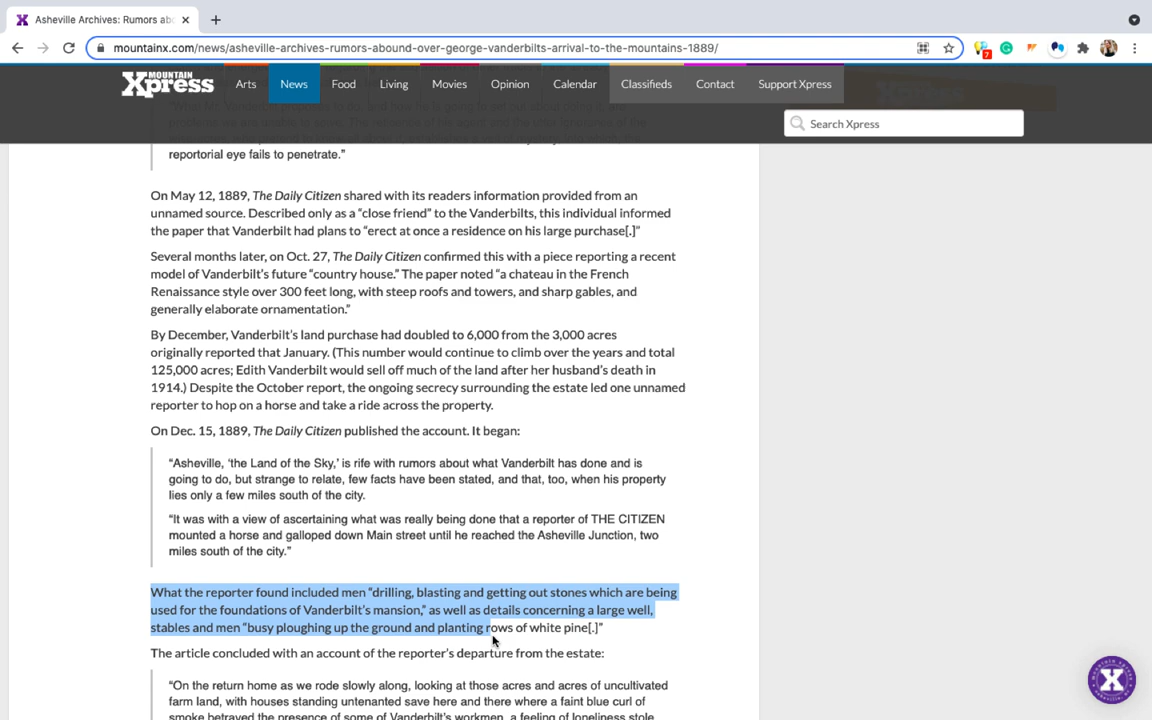 Asheville Archives: Rumors abo
mountainx.com/news/asheville-archives-rumors-abound-over-george-vanderbilts-arrival-to-the-mountains-1889/
7
MOUNTAIN
Xpress
Arts
News
Food
Living
Movies
Opinion
Calendar
Classifieds
Contact
Support Xpress
Search Xpress
reportorial eye fails to penetrate.”
On May 12, 1889, The Daily Citizen shared with its readers information provided from an
unnamed source. Described only as a “close friend” to the Vanderbilts, this individual informed
the paper that Vanderbilt had plans to “erect at once a residence on his large purchase[.]”
Several months later, on Oct. 27, The Daily Citizen confirmed this with a piece reporting a recent
model of Vanderbilt’s future “country house.” The paper noted “a chateau in the French
Renaissance style over 300 feet long, with steep roofs and towers, and sharp gables, and
generally elaborate ornamentation.”
By December, Vanderbilt’s land purchase had doubled to 6,000 from the 3,000 acres
originally reported that January. (This number would continue to climb over the years and total
125,000 acres; Edith Vanderbilt would sell off much of the land after her husband’s death in
1914.) Despite the October report, the ongoing secrecy surrounding the estate led one unnamed
reporter to hop on a horse and take a ride across the property.
On Dec. 15, 1889, The Daily Citizen published the account. It began:
“Asheville, ‘the Land of the Sky,’ is rife with rumors about what Vanderbilt has done and is
going to do, but strange to relate, few facts have been stated, and that, too, when his property
lies only a few miles south of the city.
“It was with a view of ascertaining what was really being done that a reporter of THE CITIZEN
mounted a horse and galloped down Main street until he reached the Asheville Junction, two
miles south of the city.”
What the reporter found included men “drilling, blasting and getting out stones which are being
used for the foundations of Vanderbilt’s mansion,” as well as details concerning a large well,
stables and men “busy ploughing up the ground and planting rows of white pine[.]”
The article concluded with an account of the reporter’s departure from the estate:
“On the return home as we rode slowly along, looking at those acres and acres of uncultivated
farm land, with houses standing untenanted save here and there where a faint blue curl of
smoke betrayed the presence of some of Vanderbilt’s workmen, a feeling of loneliness stole